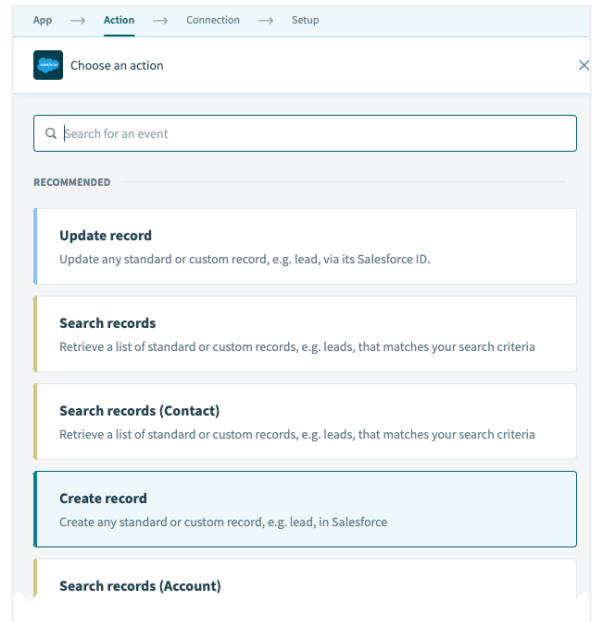 App → Action → Connection → Setup
salesforce Choose an action
Search for an event
RECOMMENDED
Update record
Update any standard or custom record, e.g. lead, via its Salesforce ID.
Search records
Retrieve a list of standard or custom records, e.g. leads, that matches your search criteria
Search records (Contact)
Retrieve a list of standard or custom records, e.g. leads, that matches your search criteria
Create record
Create any standard or custom record, e.g. lead, in Salesforce
Search records (Account)